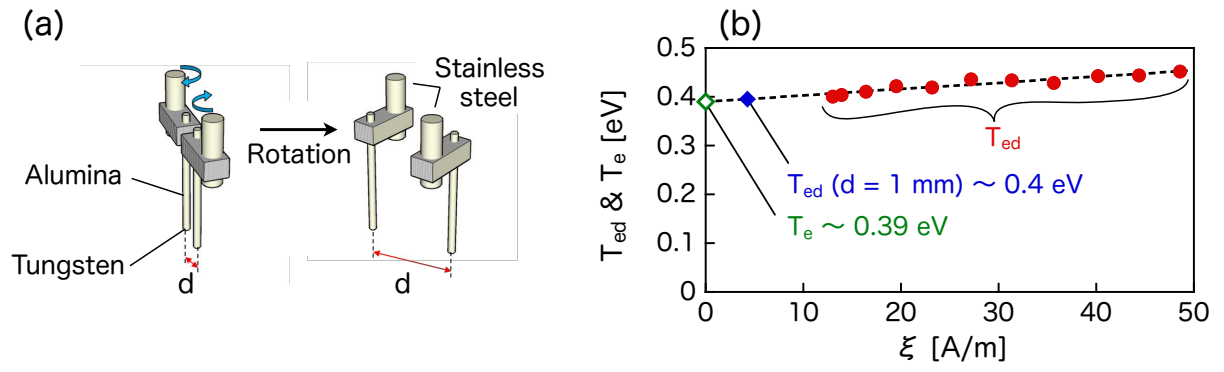 (a)
Stainless
steel
Rotation
Alumina
Tungsten
d
d
(b)
T_ed & T_e [eV]
0.5
0.4
0.3
0.2
0.1
0
0
10
20
30
40
50
T_ed
T_ed (d = 1 mm) ～ 0.4 eV
T_e ～ 0.39 eV
ξ [A/m]